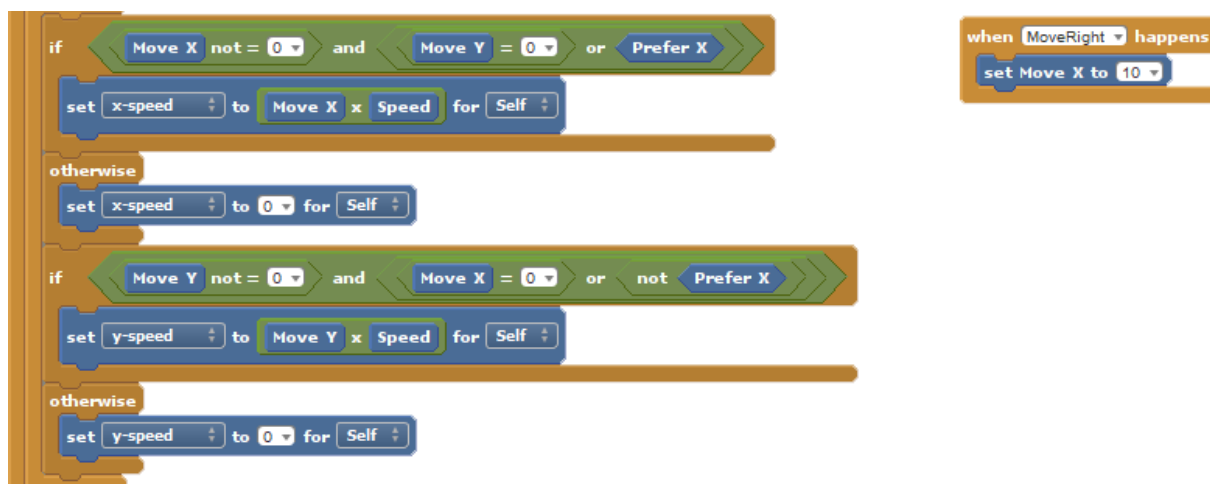 if Move X not = 0 and Move Y = 0 or Prefer X
set x-speed to Move X x Speed for Self
otherwise
set x-speed to 0 for Self
if Move Y not = 0 and Move X = 0 or not Prefer X
set y-speed to Move Y x Speed for Self
otherwise
set y-speed to 0 for Self
when MoveRight happens
set Move X to 10